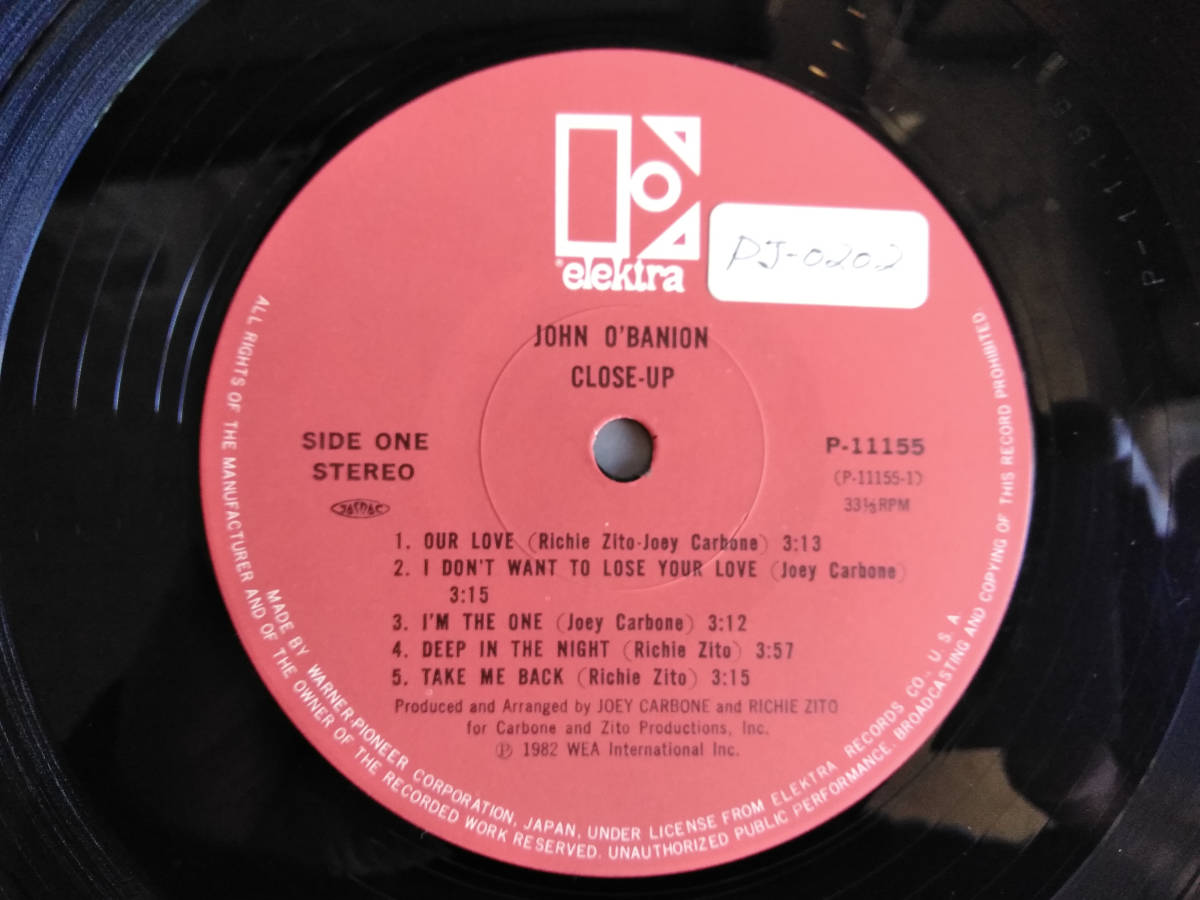 elektra
PJ-0202
JOHN O'BANION
CLOSE-UP
SIDE ONE
STEREO
JASRAC
P-11155
(P-11155-1)
33⅓RPM
1. OUR LOVE (Richie Zito-Joey Carbone) 3:13
2. I DON'T WANT TO LOSE YOUR LOVE (Joey Carbone)
3:15
3. I'M THE ONE (Joey Carbone) 3:12
4. DEEP IN THE NIGHT (Richie Zito) 3:57
5. TAKE ME BACK (Richie Zito) 3:15
Produced and Arranged by JOEY CARBONE and RICHIE ZITO
for Carbone and Zito Productions, Inc.
℗ 1982 WEA International Inc.
ALL RIGHTS OF THE MANUFACTURER AND OF THE OWNER OF THE RECORDED WORK RESERVED. UNAUTHORIZED PUBLIC PERFORMANCE, BROADCASTING AND COPYING OF THIS RECORD PROHIBITED
MADE BY WARNER-PIONEER CORPORATION, JAPAN, UNDER LICENSE FROM ELEKTRA RECORDS CO., U.S.A.